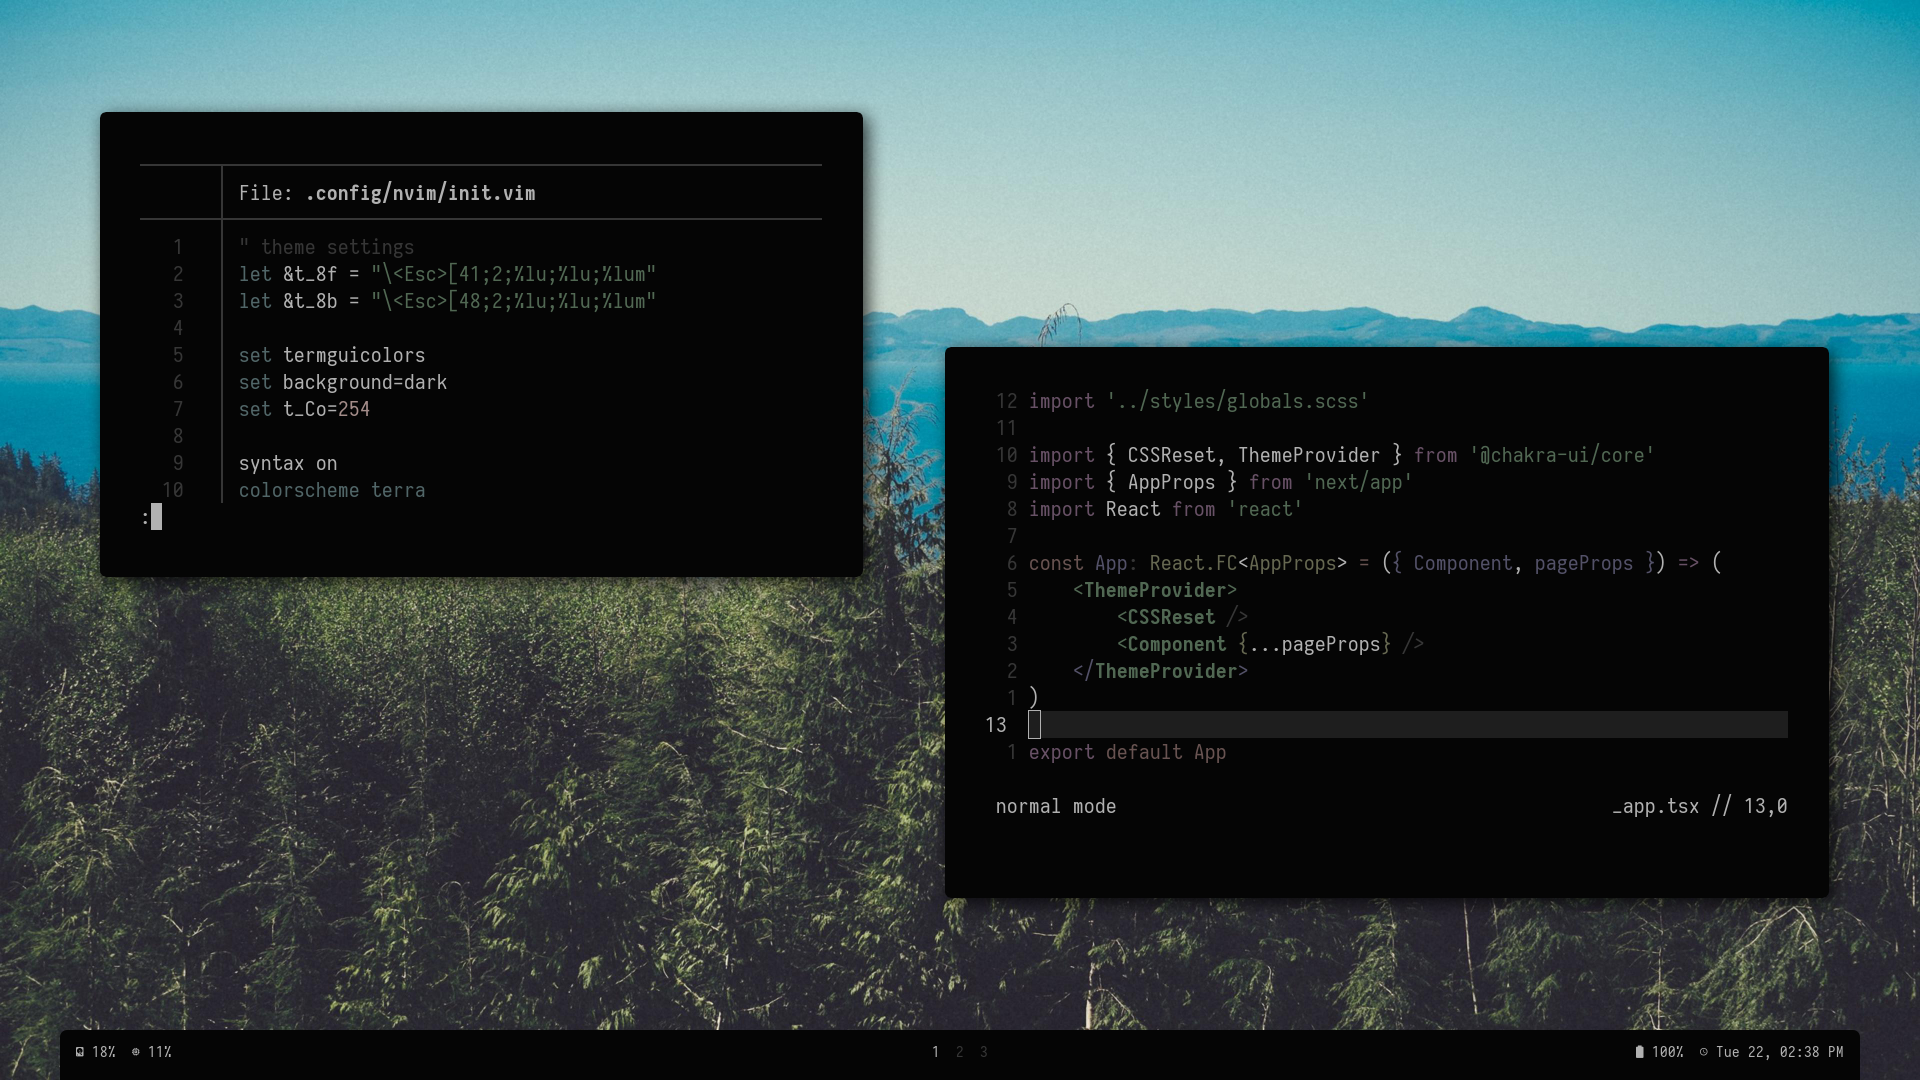 File: .config/nvim/init.vim
1 " theme settings
2 let &t_8f = "\<Esc>[41;2;%lu;%lu;%lum"
3 let &t_8b = "\<Esc>[48;2;%lu;%lu;%lum"
4
5 set termguicolors
6 set background=dark
7 set t_Co=254
8
9 syntax on
10 colorscheme terra
:
12 import '../styles/globals.scss'
11
10 import { CSSReset, ThemeProvider } from '@chakra-ui/core'
9 import { AppProps } from 'next/app'
8 import React from 'react'
7
6 const App: React.FC<AppProps> = ({ Component, pageProps }) => (
5     <ThemeProvider>
4         <CSSReset />
3         <Component {...pageProps} />
2     </ThemeProvider>
1 )
13
1 export default App
normal mode _app.tsx // 13,0
18% 11% 1 2 3 100% Tue 22, 02:38 PM